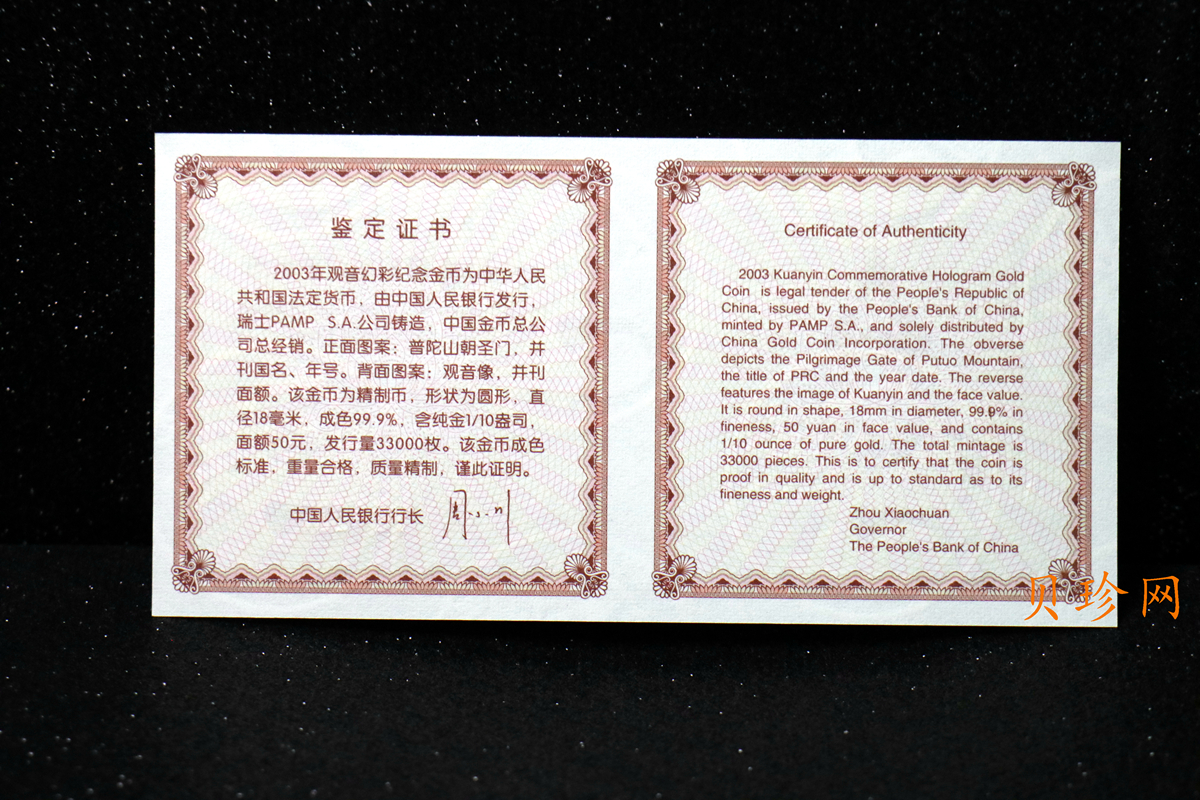 鉴定证书
2003年观音幻彩纪念金币为中华人民
共和国法定货币，由中国人民银行发行，
瑞士PAMP S.A.公司铸造，中国金币总公
司总经销。正面图案：普陀山朝圣门，并
刊国名、年号。背面图案：观音像，并刊
面额。该金币为精制币，形状为圆形，直
径18毫米，成色99.9%，含纯金1/10盎司，
面额50元，发行量33000枚。该金币成色
标准，重量合格，质量精制，谨此证明。
中国人民银行行长 周小川
Certificate of Authenticity
2003 Kuanyin Commemorative Hologram Gold
Coin is legal tender of the People's Republic of
China, issued by the People's Bank of China,
minted by PAMP S.A., and solely distributed by
China Gold Coin Incorporation. The obverse
depicts the Pilgrimage Gate of Putuo Mountain,
the title of PRC and the year date. The reverse
features the image of Kuanyin and the face value.
It is round in shape, 18mm in diameter, 99.9% in
fineness, 50 yuan in face value, and contains
1/10 ounce of pure gold. The total mintage is
33000 pieces. This is to certify that the coin is
proof in quality and is up to standard as to its
fineness and weight.
Zhou Xiaochuan
Governor
The People's Bank of China
贝珍网